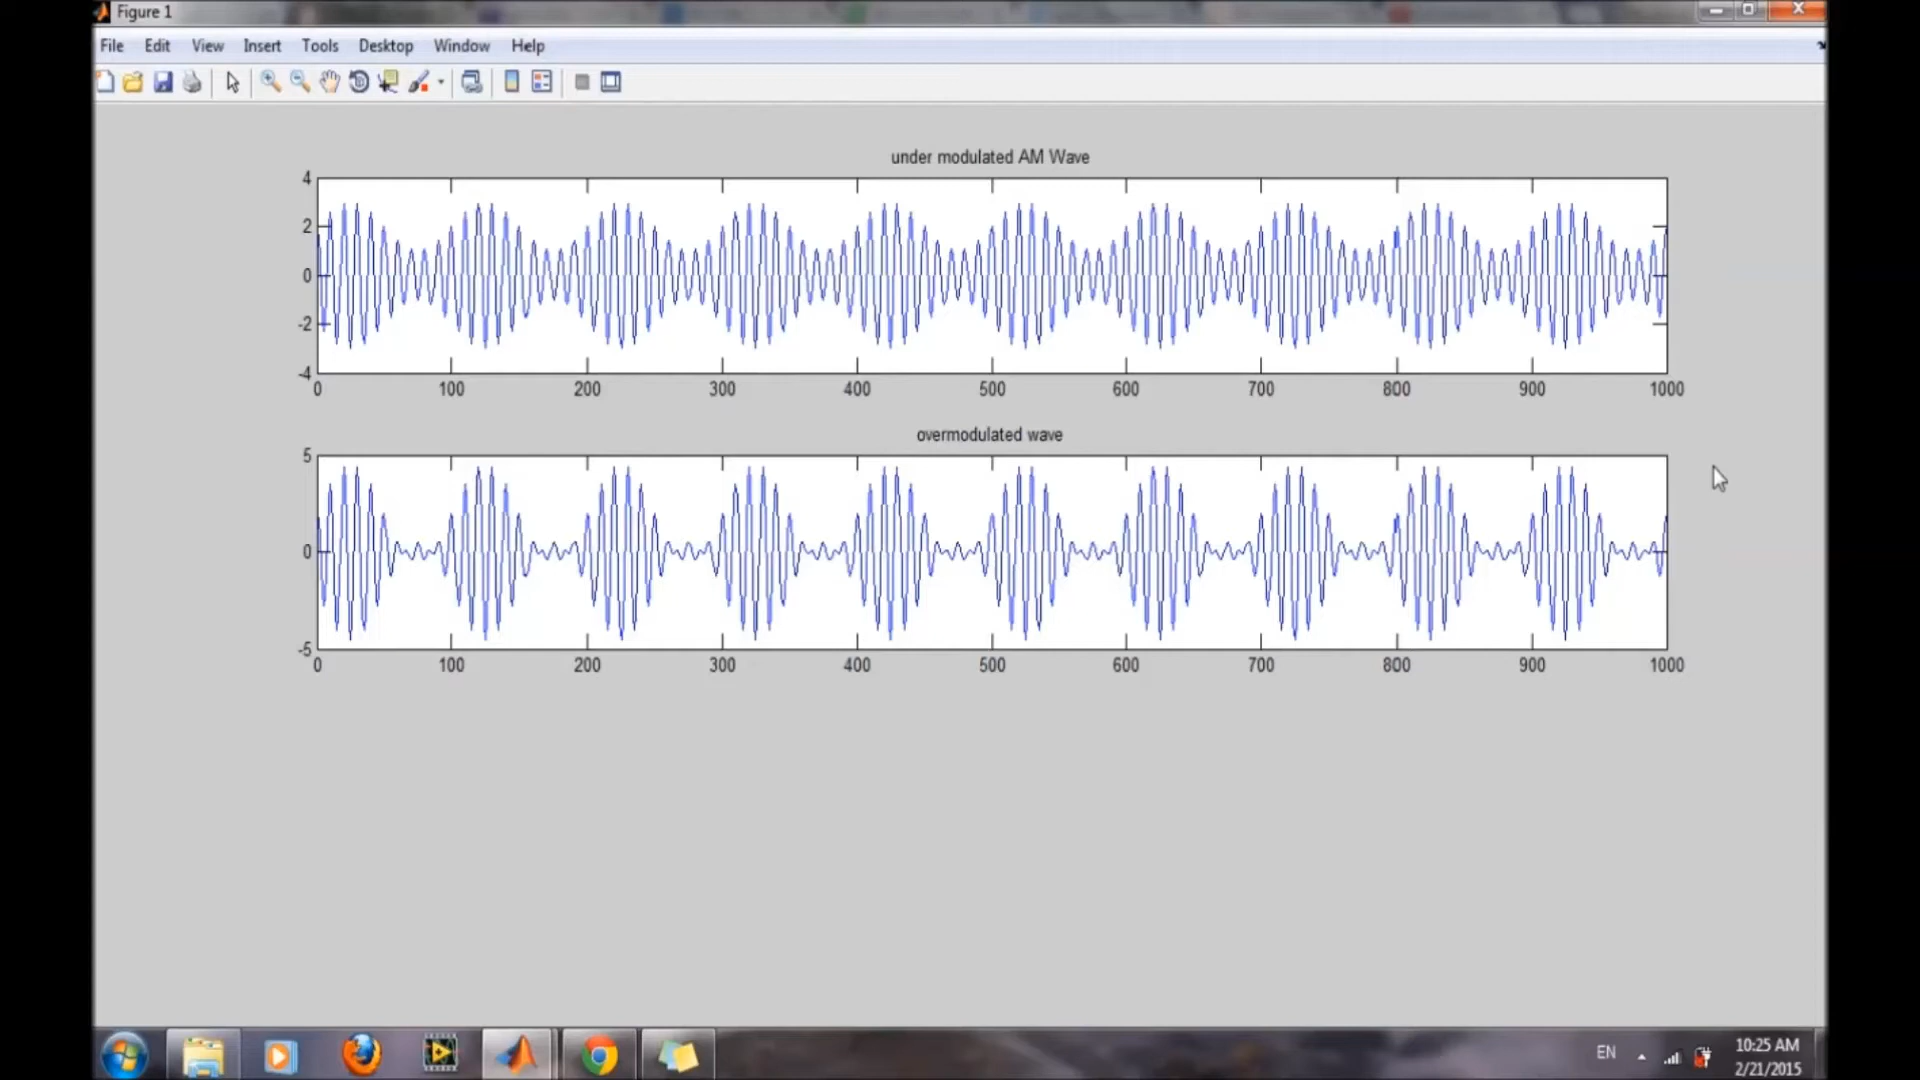 Figure 1
File Edit View Insert Tools Desktop Window Help
under modulated AM Wave
4
2
0
-2
-4
0 100 200 300 400 500 600 700 800 900 1000
overmodulated wave
5
0
-5
0 100 200 300 400 500 600 700 800 900 1000
EN
10:25 AM
2/21/2015